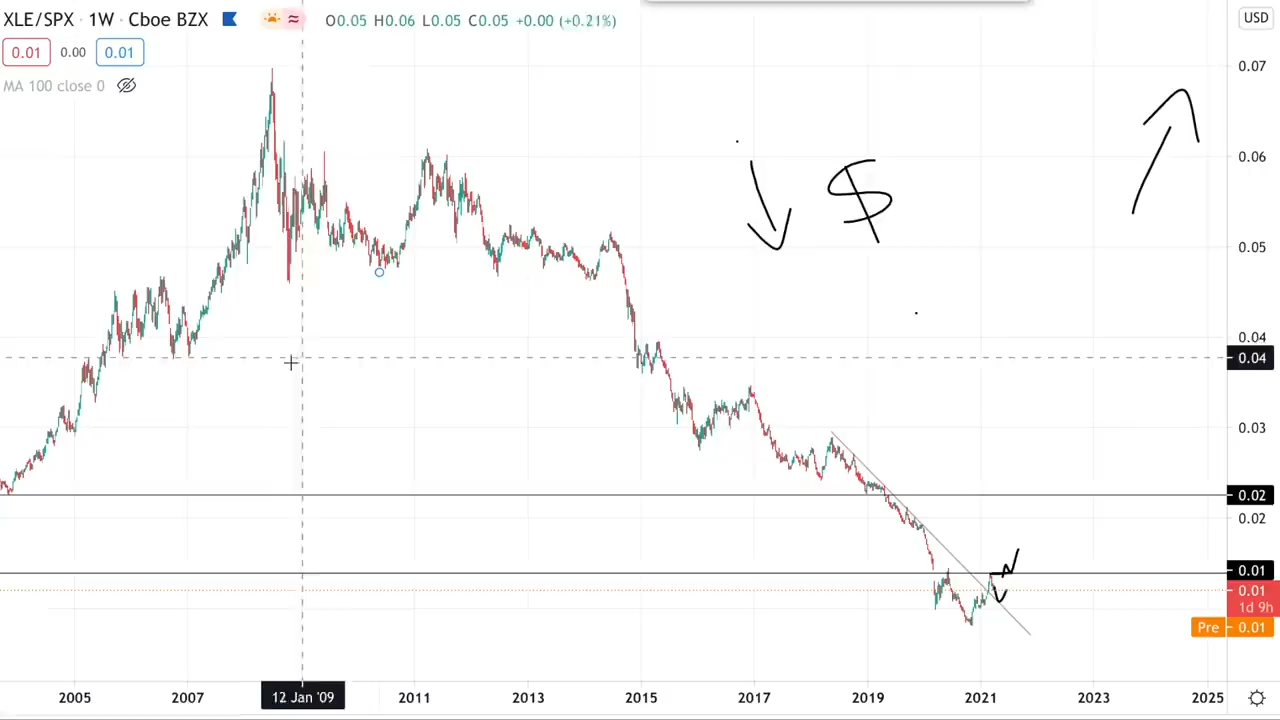 XLE/SPX · 1W · Cboe BZX O0.05 H0.06 L0.05 C0.05 +0.00 (+0.21%)
USD
0.01 0.00 0.01
MA 100 close 0
0.07
0.06
0.05
0.04
0.04
0.03
0.02
0.02
0.01
0.01
1d 9h
Pre 0.01
$
2005 2007 12 Jan '09 2011 2013 2015 2017 2019 2021 2023 2025